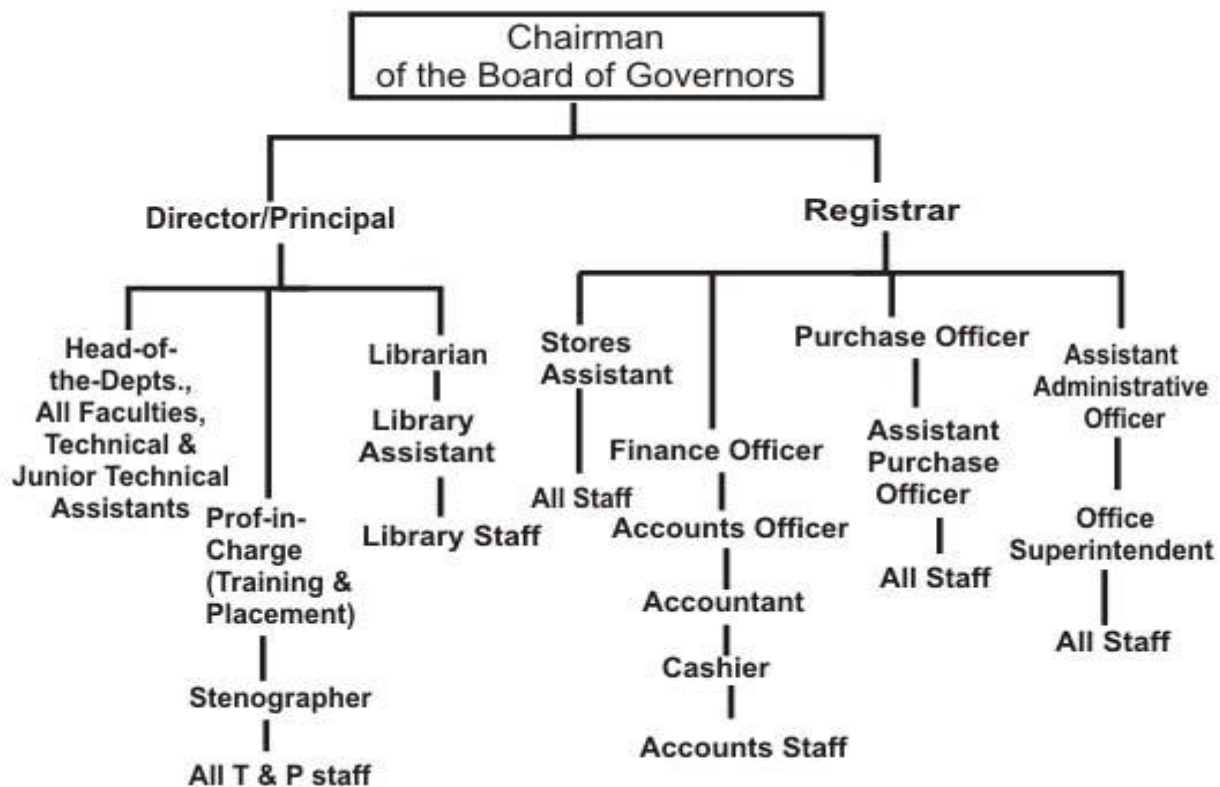 Chairman
of the Board of Governors
Director/Principal
Registrar
Head-of-
the-Depts.,
All Faculties,
Technical &
Junior Technical
Assistants
Prof-in-
Charge
(Training &
Placement)
Stenographer
All T & P staff
Librarian
Library
Assistant
Library Staff
Stores
Assistant
All Staff
Finance Officer
Accounts Officer
Accountant
Cashier
Accounts Staff
Purchase Officer
Assistant
Purchase
Officer
All Staff
Assistant
Administrative
Officer
Office
Superintendent
All Staff